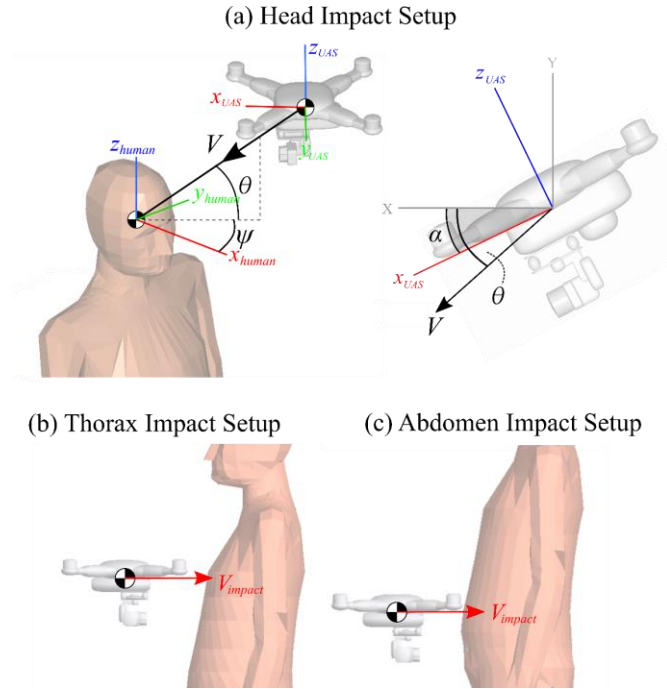 (a) Head Impact Setup
z_UAS
Y
z_UAS
x_UAS
V
y_UAS
z_human
θ
y_human
X
ψ
α
x_human
x_UAS
θ
V
(b) Thorax Impact Setup
(c) Abdomen Impact Setup
V_impact
V_impact